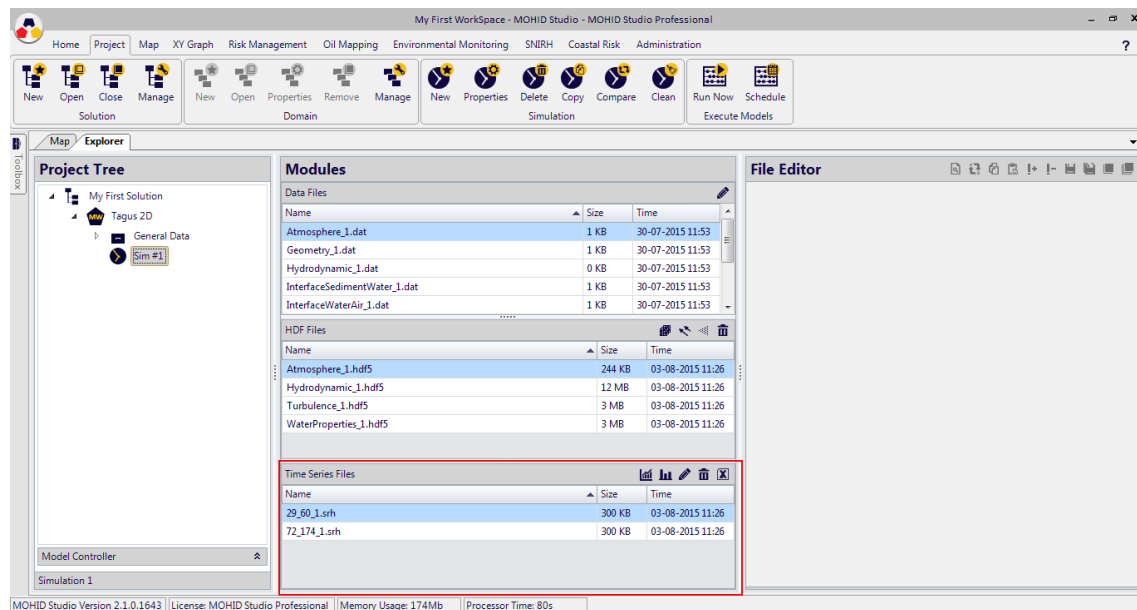 My First WorkSpace - MOHID Studio - MOHID Studio Professional
Home Project Map XY Graph Risk Management Oil Mapping Environmental Monitoring SNIRH Coastal Risk Administration ?
New Open Close Manage New Open Properties Remove Manage New Properties Delete Copy Compare Clean Run Now Schedule
Solution Domain Simulation Execute Models
Toolbox
Map Explorer
Project Tree
My First Solution
MW Tagus 2D
General Data
Sim #1
Model Controller
Simulation 1
Modules
Data Files
Name Size Time
Atmosphere_1.dat 1 KB 30-07-2015 11:53
Geometry_1.dat 1 KB 30-07-2015 11:53
Hydrodynamic_1.dat 0 KB 30-07-2015 11:53
InterfaceSedimentWater_1.dat 1 KB 30-07-2015 11:53
InterfaceWaterAir_1.dat 1 KB 30-07-2015 11:53
HDF Files
Name Size Time
Atmosphere_1.hdf5 244 KB 03-08-2015 11:26
Hydrodynamic_1.hdf5 12 MB 03-08-2015 11:26
Turbulence_1.hdf5 3 MB 03-08-2015 11:26
WaterProperties_1.hdf5 3 MB 03-08-2015 11:26
Time Series Files
Name Size Time
29_60_1.srh 300 KB 03-08-2015 11:26
72_174_1.srh 300 KB 03-08-2015 11:26
File Editor
MOHID Studio Version 2.1.0.1643 License: MOHID Studio Professional Memory Usage: 174Mb Processor Time: 80s